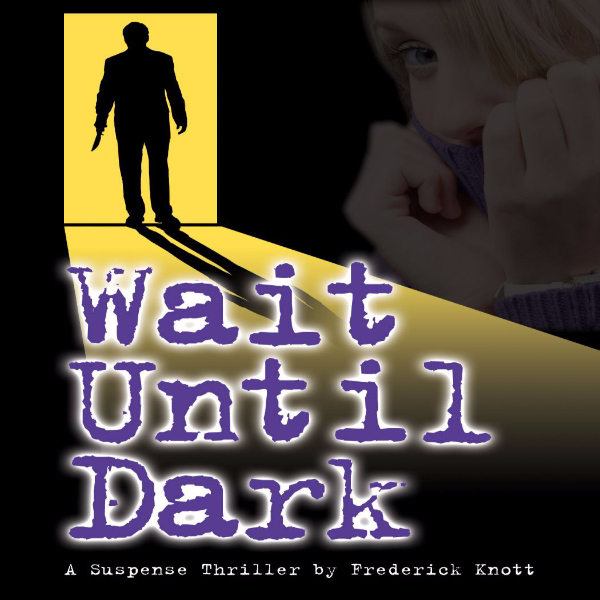 Wait
Until
Dark
A Suspense Thriller by Frederick Knott